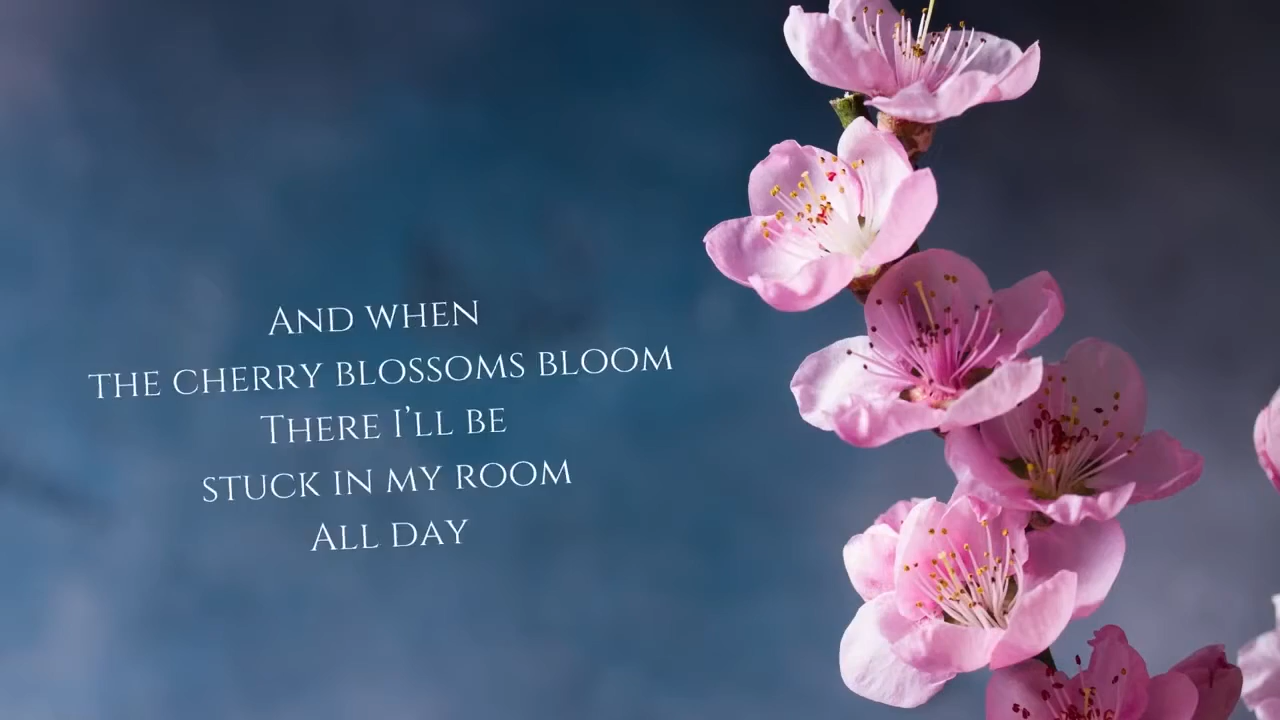 And when
the cherry blossoms bloom
There I'll be
stuck in my room
All day